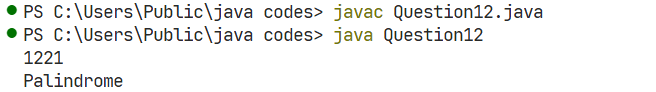 PS C:\Users\Public\java codes> javac Question12.java
PS C:\Users\Public\java codes> java Question12
1221
Palindrome